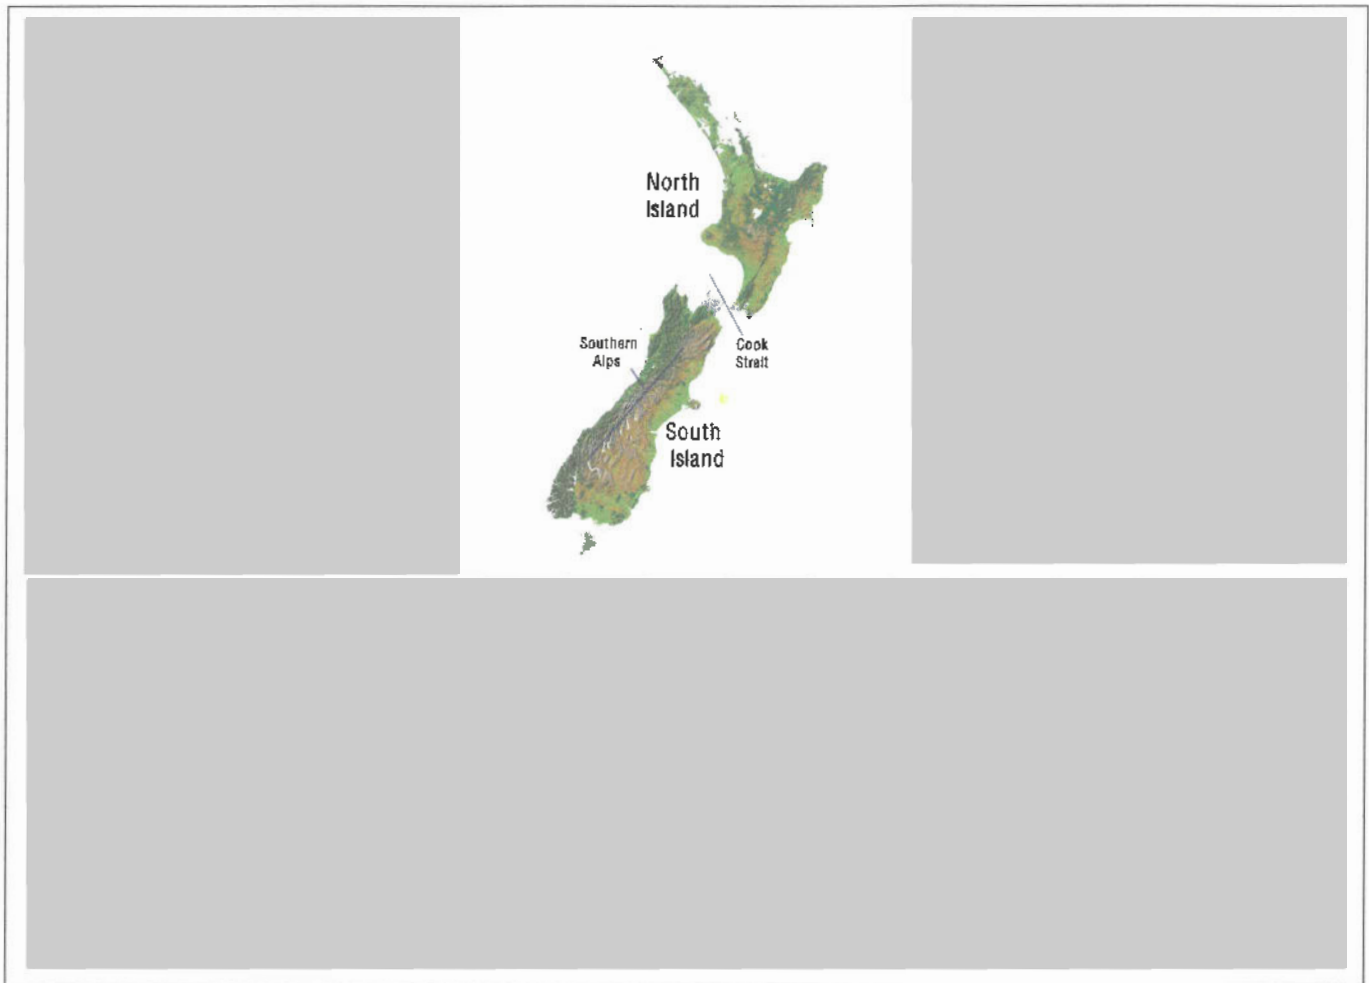 North
Island
Southern
Alps
Cook
Strait
South
Island